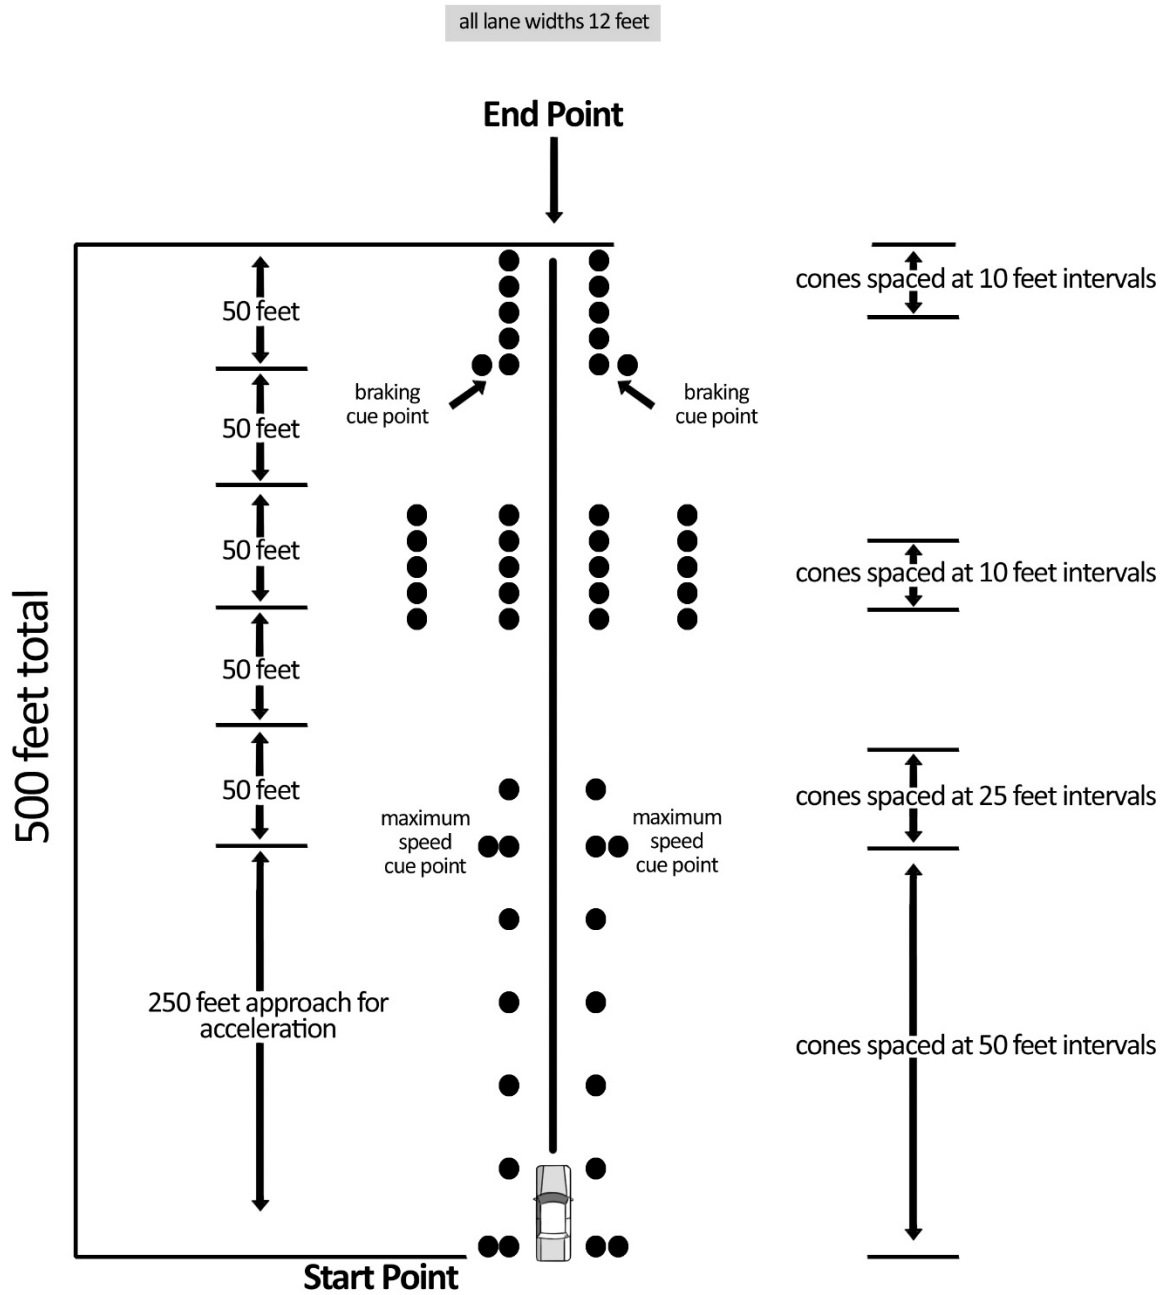 all lane widths 12 feet
End Point
50 feet
cones spaced at 10 feet intervals
braking
cue point
braking
cue point
50 feet
50 feet
cones spaced at 10 feet intervals
500 feet total
50 feet
50 feet
cones spaced at 25 feet intervals
maximum
speed
cue point
maximum
speed
cue point
250 feet approach for
acceleration
cones spaced at 50 feet intervals
Start Point